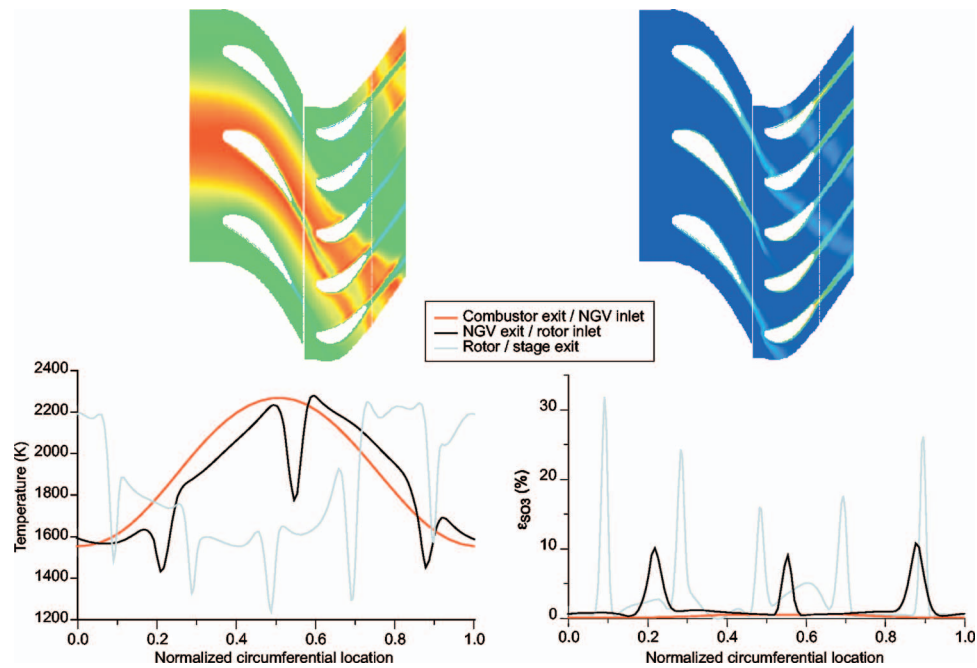 Combustor exit / NGV inlet
NGV exit / rotor inlet
Rotor / stage exit
2400
2200
2000
1800
1600
1400
1200
Temperature (K)
0.0 0.2 0.4 0.6 0.8 1.0
Normalized circumferential location
30
20
10
0
εSO3 (%)
0.0 0.2 0.4 0.6 0.8 1.0
Normalized circumferential location